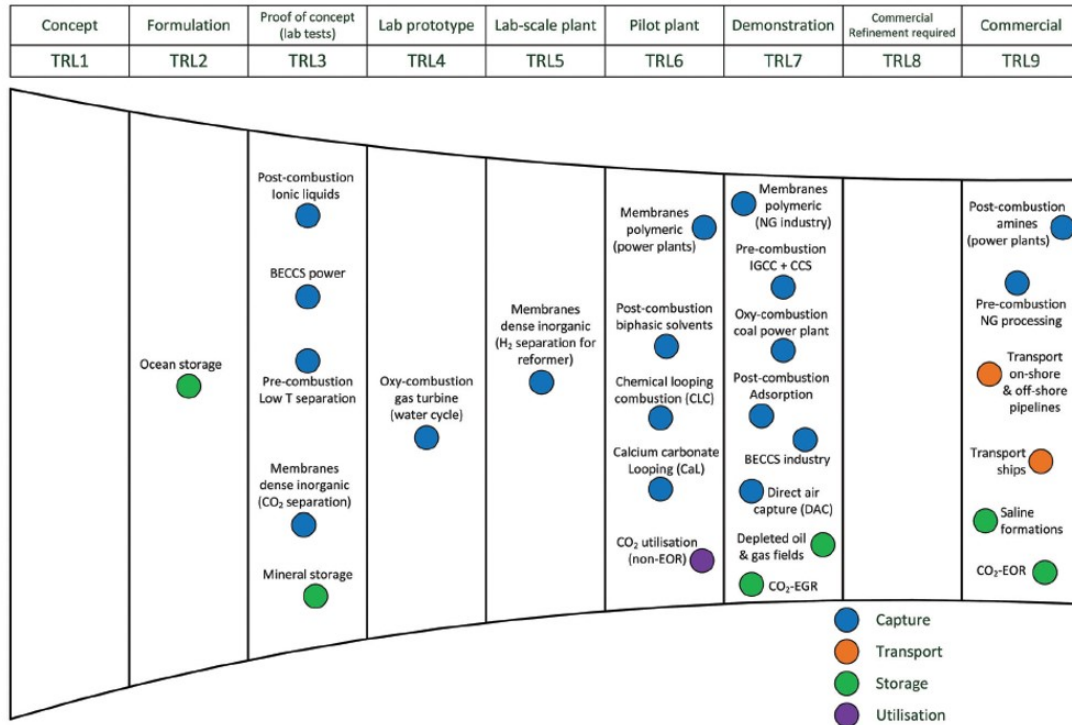 Concept
Formulation
Proof of concept
(lab tests)
Lab prototype
Lab-scale plant
Pilot plant
Demonstration
Commercial
Refinement required
Commercial
TRL1
TRL2
TRL3
TRL4
TRL5
TRL6
TRL7
TRL8
TRL9
Ocean storage
Post-combustion
Ionic liquids
BECCS power
Pre-combustion
Low T separation
Membranes
dense inorganic
(CO₂ separation)
Mineral storage
Oxy-combustion
gas turbine
(water cycle)
Membranes
dense inorganic
(H₂ separation for
reformer)
Membranes
polymeric
(power plants)
Post-combustion
biphasic solvents
Chemical looping
combustion (CLC)
Calcium carbonate
Looping (CaL)
CO₂ utilisation
(non-EOR)
Membranes
polymeric
(NG industry)
Pre-combustion
IGCC + CCS
Oxy-combustion
coal power plant
Post-combustion
Adsorption
BECCS industry
Direct air
capture (DAC)
Depleted oil
& gas fields
CO₂-EGR
Post-combustion
amines
(power plants)
Pre-combustion
NG processing
Transport
on-shore
& off-shore
pipelines
Transport
ships
Saline
formations
CO₂-EOR
Capture
Transport
Storage
Utilisation